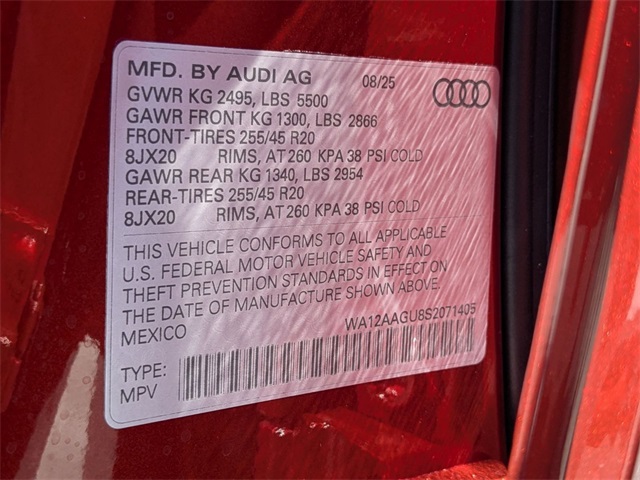 MFD. BY AUDI AG 08/25
GVWR KG 2495, LBS 5500
GAWR FRONT KG 1300, LBS 2866
FRONT-TIRES 255/45 R20
8JX20 RIMS, AT 260 KPA 38 PSI COLD
GAWR REAR KG 1340, LBS 2954
REAR-TIRES 255/45 R20
8JX20 RIMS, AT 260 KPA 38 PSI COLD
THIS VEHICLE CONFORMS TO ALL APPLICABLE
U.S. FEDERAL MOTOR VEHICLE SAFETY AND
THEFT PREVENTION STANDARDS IN EFFECT ON
THE DATE OF MANUFACTURE SHOWN ABOVE.
MEXICO WA12AAGU8S2071405
TYPE:
MPV